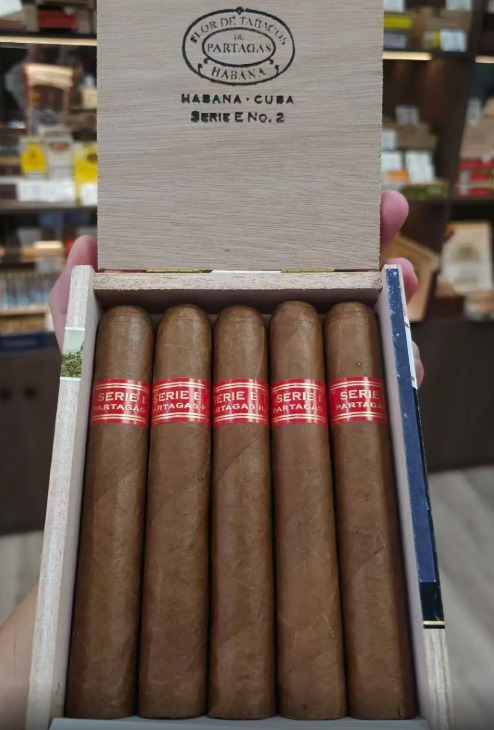 FLOR DE TABACOS
DE
PARTAGAS
HABANA
HABANA · CUBA
SERIE E No. 2
SERIE E
PARTAGAS
SERIE E
PARTAGAS
SERIE E
PARTAGAS
SERIE E
PARTAGAS
SERIE
PARTAGAS